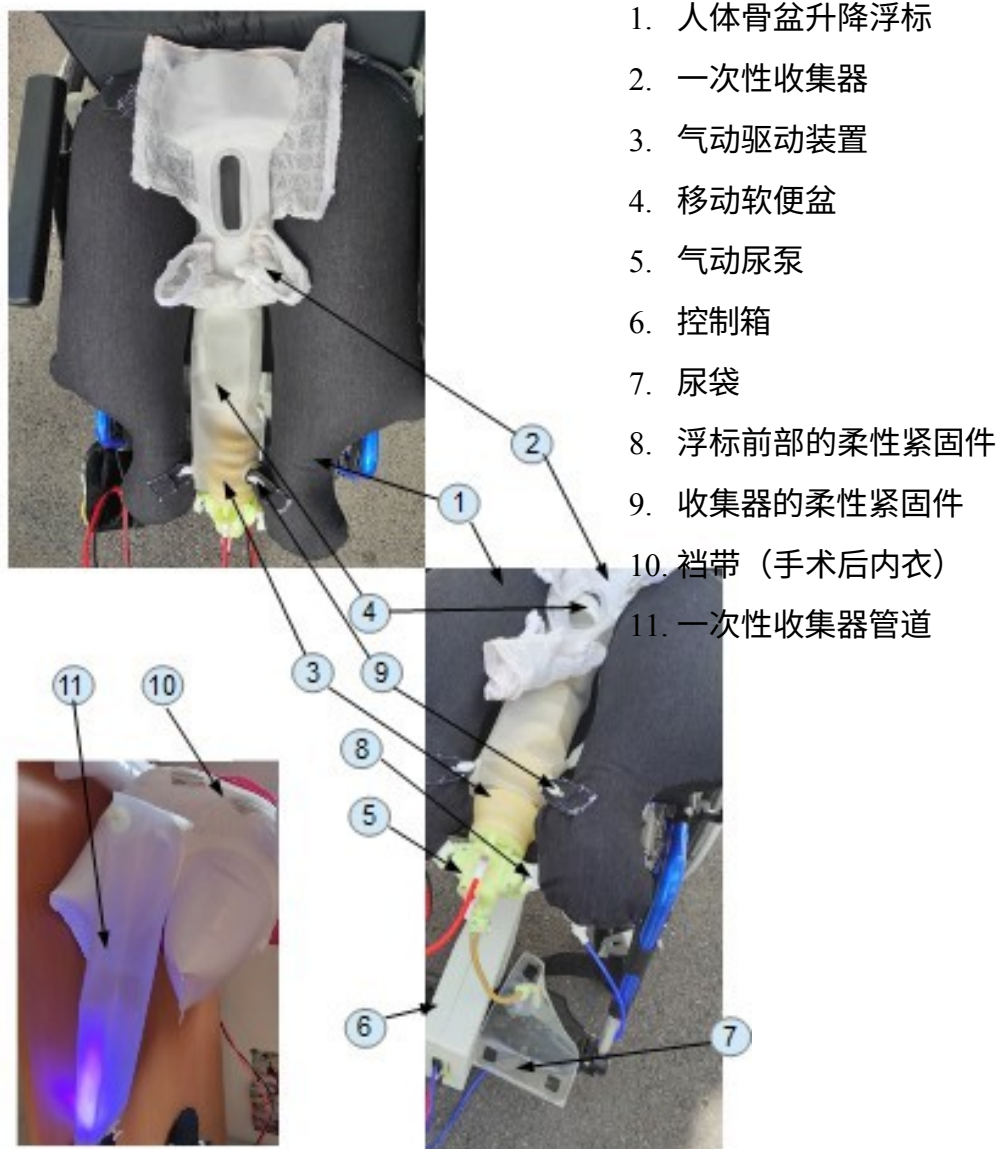 1. 人体骨盆升降浮标
2. 一次性收集器
3. 气动驱动装置
4. 移动软便盆
5. 气动尿泵
6. 控制箱
7. 尿袋
8. 浮标前部的柔性紧固件
9. 收集器的柔性紧固件
10. 裆带（手术后内衣）
11. 一次性收集器管道
2
1
4
3
9
11
10
8
5
6
7